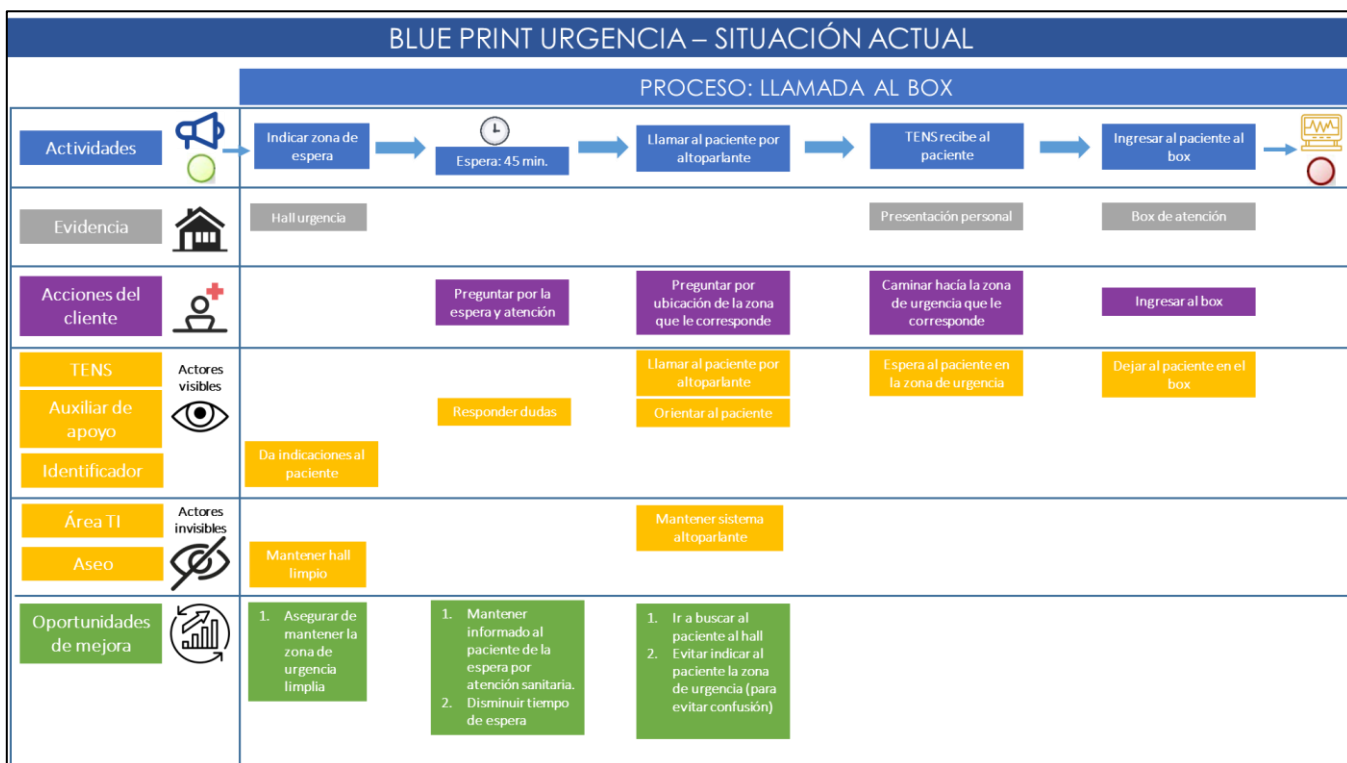 BLUE PRINT URGENCIA – SITUACIÓN ACTUAL
PROCESO: LLAMADA AL BOX
Actividades
Indicar zona de
espera
Espera: 45 min.
Llamar al paciente por
altoparlante
TENS recibe al
paciente
Ingresar al paciente al
box
Evidencia
Hall urgencia
Presentación personal
Box de atención
Acciones del
cliente
Preguntar por la
espera y atención
Preguntar por
ubicación de la zona
que le corresponde
Caminar hacía la zona
de urgencia que le
corresponde
Ingresar al box
TENS
Actores
visibles
Llamar al paciente por
altoparlante
Espera al paciente en
la zona de urgencia
Dejar al paciente en el
box
Auxiliar de
apoyo
Responder dudas
Orientar al paciente
Identificador
Da indicaciones al
paciente
Área TI
Actores
invisibles
Mantener sistema
altoparlante
Aseo
Mantener hall
limpio
Oportunidades
de mejora
1. Asegurar de
mantener la
zona de
urgencia
limplia
1. Mantener
informado al
paciente de la
espera por
atención sanitaria.
2. Disminuir tiempo
de espera
1. Ir a buscar al
paciente al hall
2. Evitar indicar al
paciente la zona
de urgencia (para
evitar confusión)